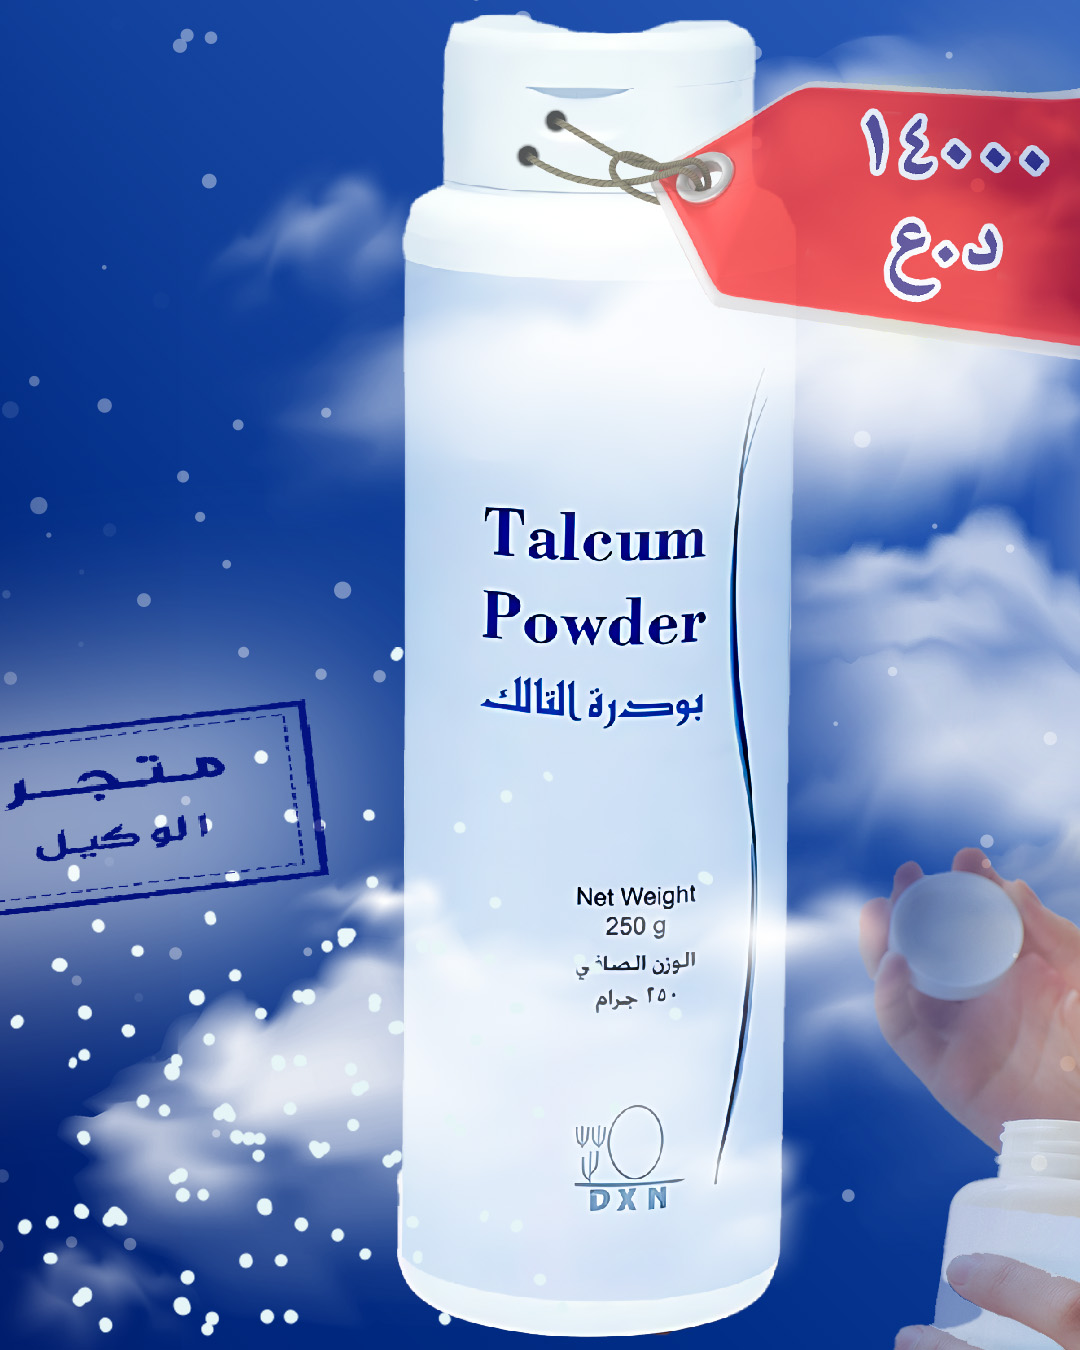 ١٤٠٠٠
د.ع
Talcum
Powder
بودرة التالك
متجر
الوكيل
Net Weight
250 g
الوزن الصافي
٢٥٠ جرام
DXN